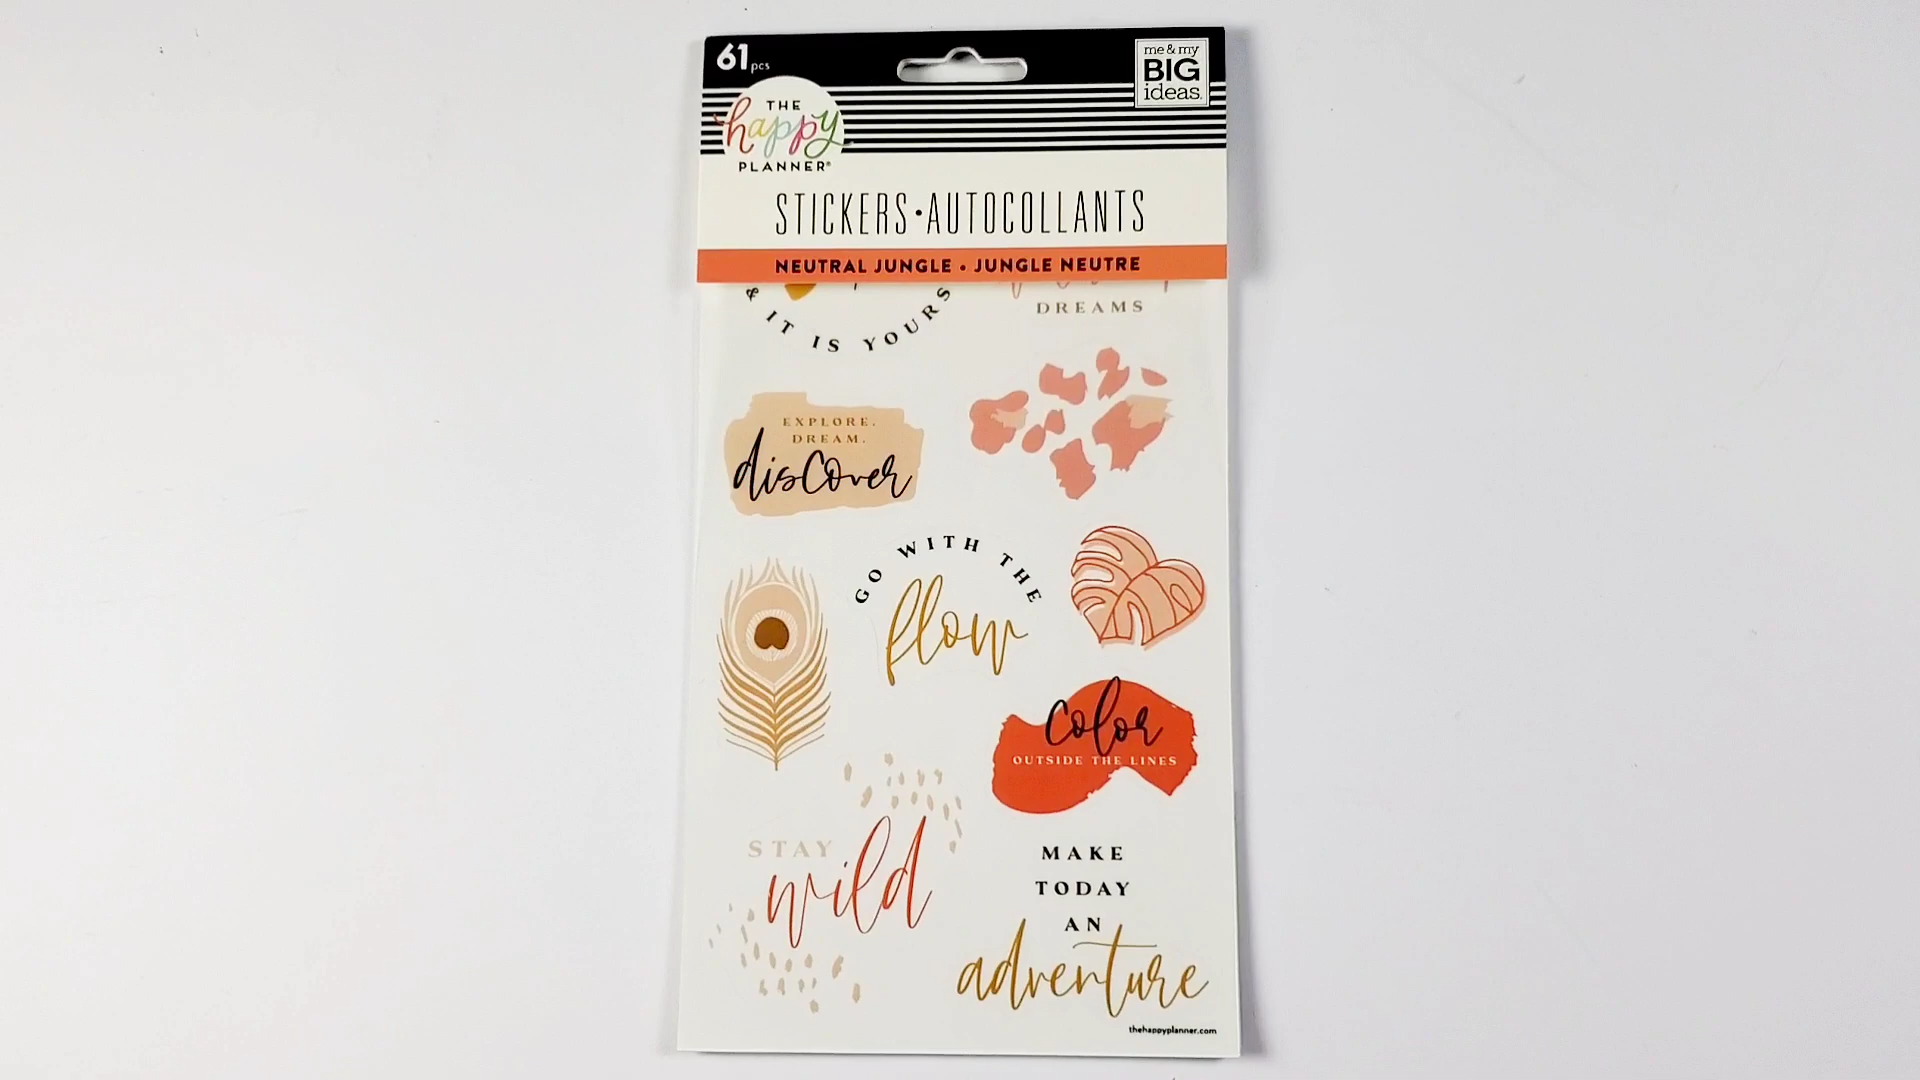 61 pcs
me & my
BIG
ideas.
THE
happy
PLANNER®
STICKERS • AUTOCOLLANTS
NEUTRAL JUNGLE • JUNGLE NEUTRE
& IT IS YOURS
DREAMS
EXPLORE.
DREAM.
discover
GO WITH THE
flow
color
OUTSIDE THE LINES
STAY
wild
MAKE
TODAY
AN
adventure
thehappyplanner.com